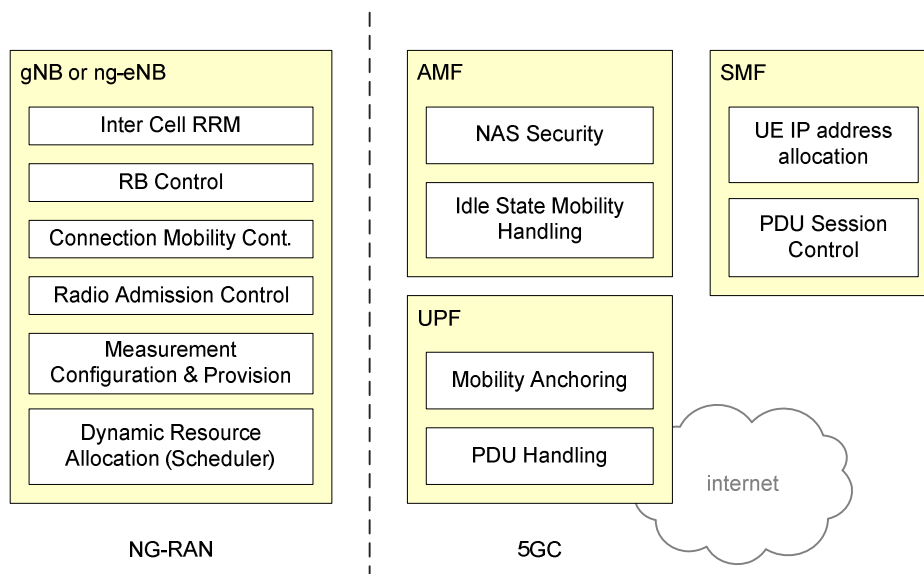 gNB or ng-eNB
Inter Cell RRM
RB Control
Connection Mobility Cont.
Radio Admission Control
Measurement
Configuration & Provision
Dynamic Resource
Allocation (Scheduler)
NG-RAN
AMF
NAS Security
Idle State Mobility
Handling
SMF
UE IP address
allocation
PDU Session
Control
UPF
Mobility Anchoring
PDU Handling
internet
5GC